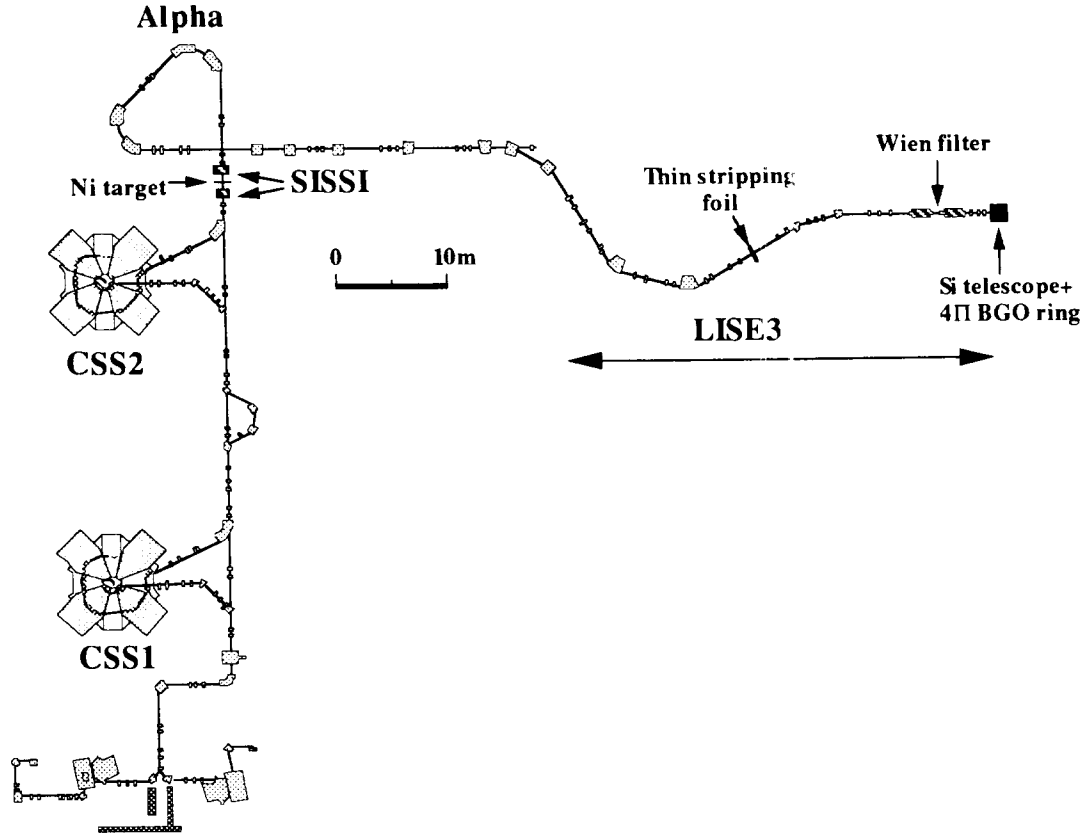 Alpha
Wien filter
Ni target
SISSI
Thin stripping
foil
0
10m
Si telescope+
4Π BGO ring
CSS2
LISE3
CSS1